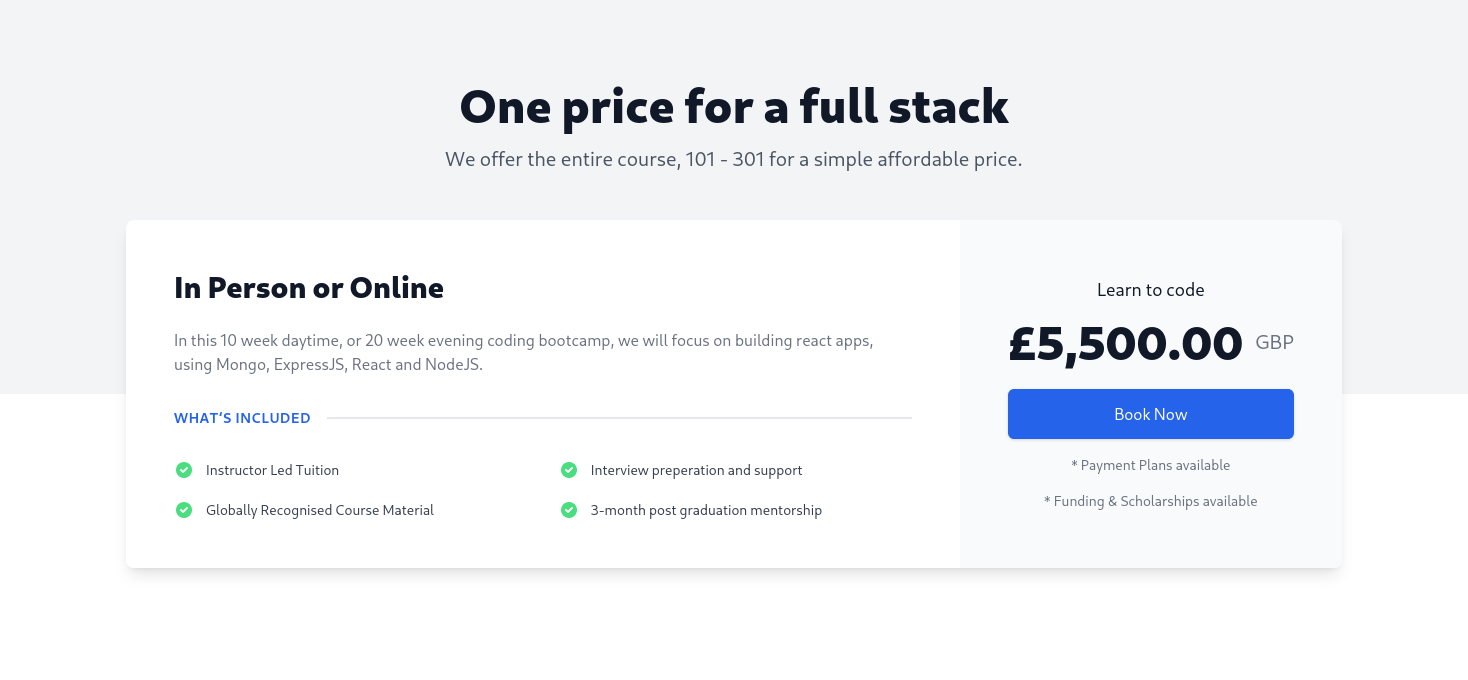 One price for a full stack
We offer the entire course, 101 - 301 for a simple affordable price.
In Person or Online
In this 10 week daytime, or 20 week evening coding bootcamp, we will focus on building react apps,
using Mongo, ExpressJS, React and NodeJS.
WHAT'S INCLUDED
Instructor Led Tuition
Interview preperation and support
Globally Recognised Course Material
3-month post graduation mentorship
Learn to code
£5,500.00 GBP
Book Now
* Payment Plans available
* Funding & Scholarships available